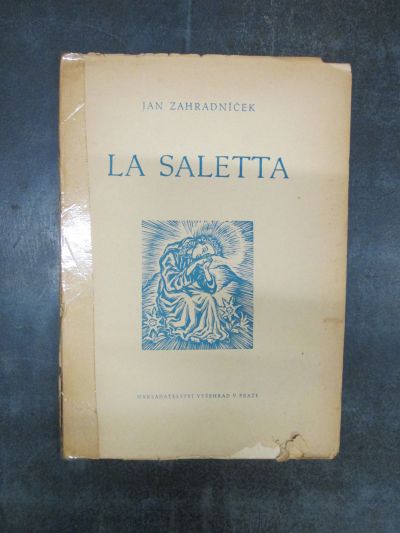 JAN ZAHRADNÍČEK
LA SALETTA
NAKLADATELSTVÍ VYŠEHRAD V PRAZE